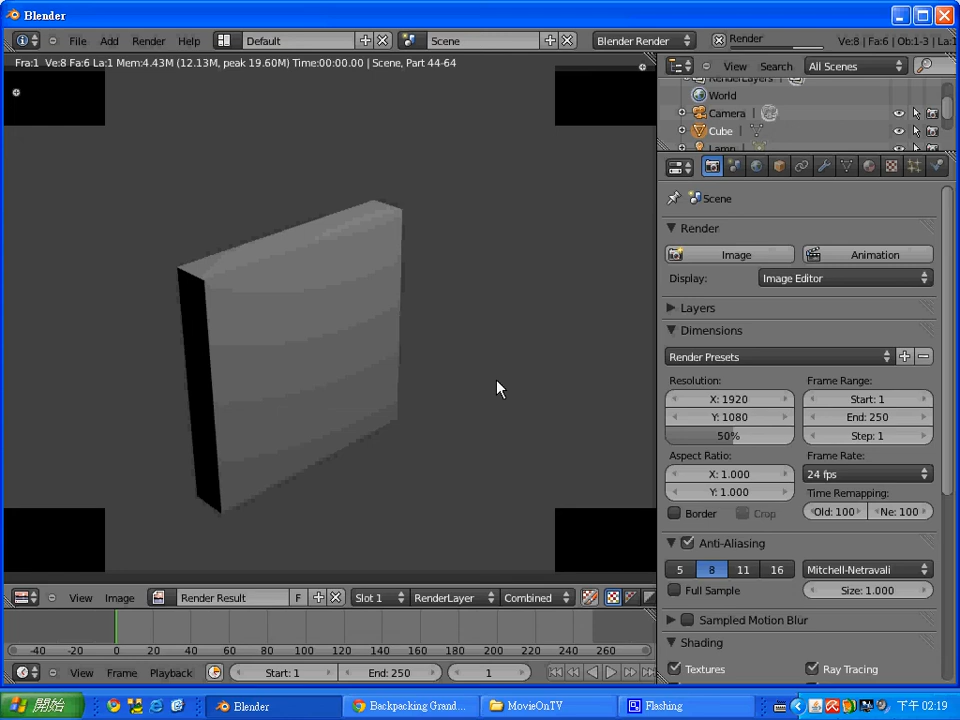 Blender
File Add Render Help Default Scene Blender Render Render Ve:8 | Fa:6 | Ob:1-3 | La:1
Fra:1 Ve:8 Fa:6 La:1 Mem:4.43M (12.13M, peak 19.60M) Time:00:00.00 | Scene, Part 44-64
View Search All Scenes
RenderLayers
World
Camera
Cube
Lamp
Scene
Render
Image Animation
Display: Image Editor
Layers
Dimensions
Render Presets
Resolution: Frame Range:
X: 1920 Start: 1
Y: 1080 End: 250
50% Step: 1
Aspect Ratio: Frame Rate:
X: 1.000 24 fps
Y: 1.000 Time Remapping:
Border Crop Old: 100 Ne: 100
Anti-Aliasing
5 8 11 16 Mitchell-Netravali
Full Sample Size: 1.000
Sampled Motion Blur
Shading
Textures Ray Tracing
View Image Render Result F Slot 1 RenderLayer Combined
-40 -20 0 20 40 60 80 100 120 140 160 180 200 220 240 260
View Frame Playback Start: 1 End: 250 1
開始 Blender Backpacking Grand... MovieOnTV Flashing 下午 02:19